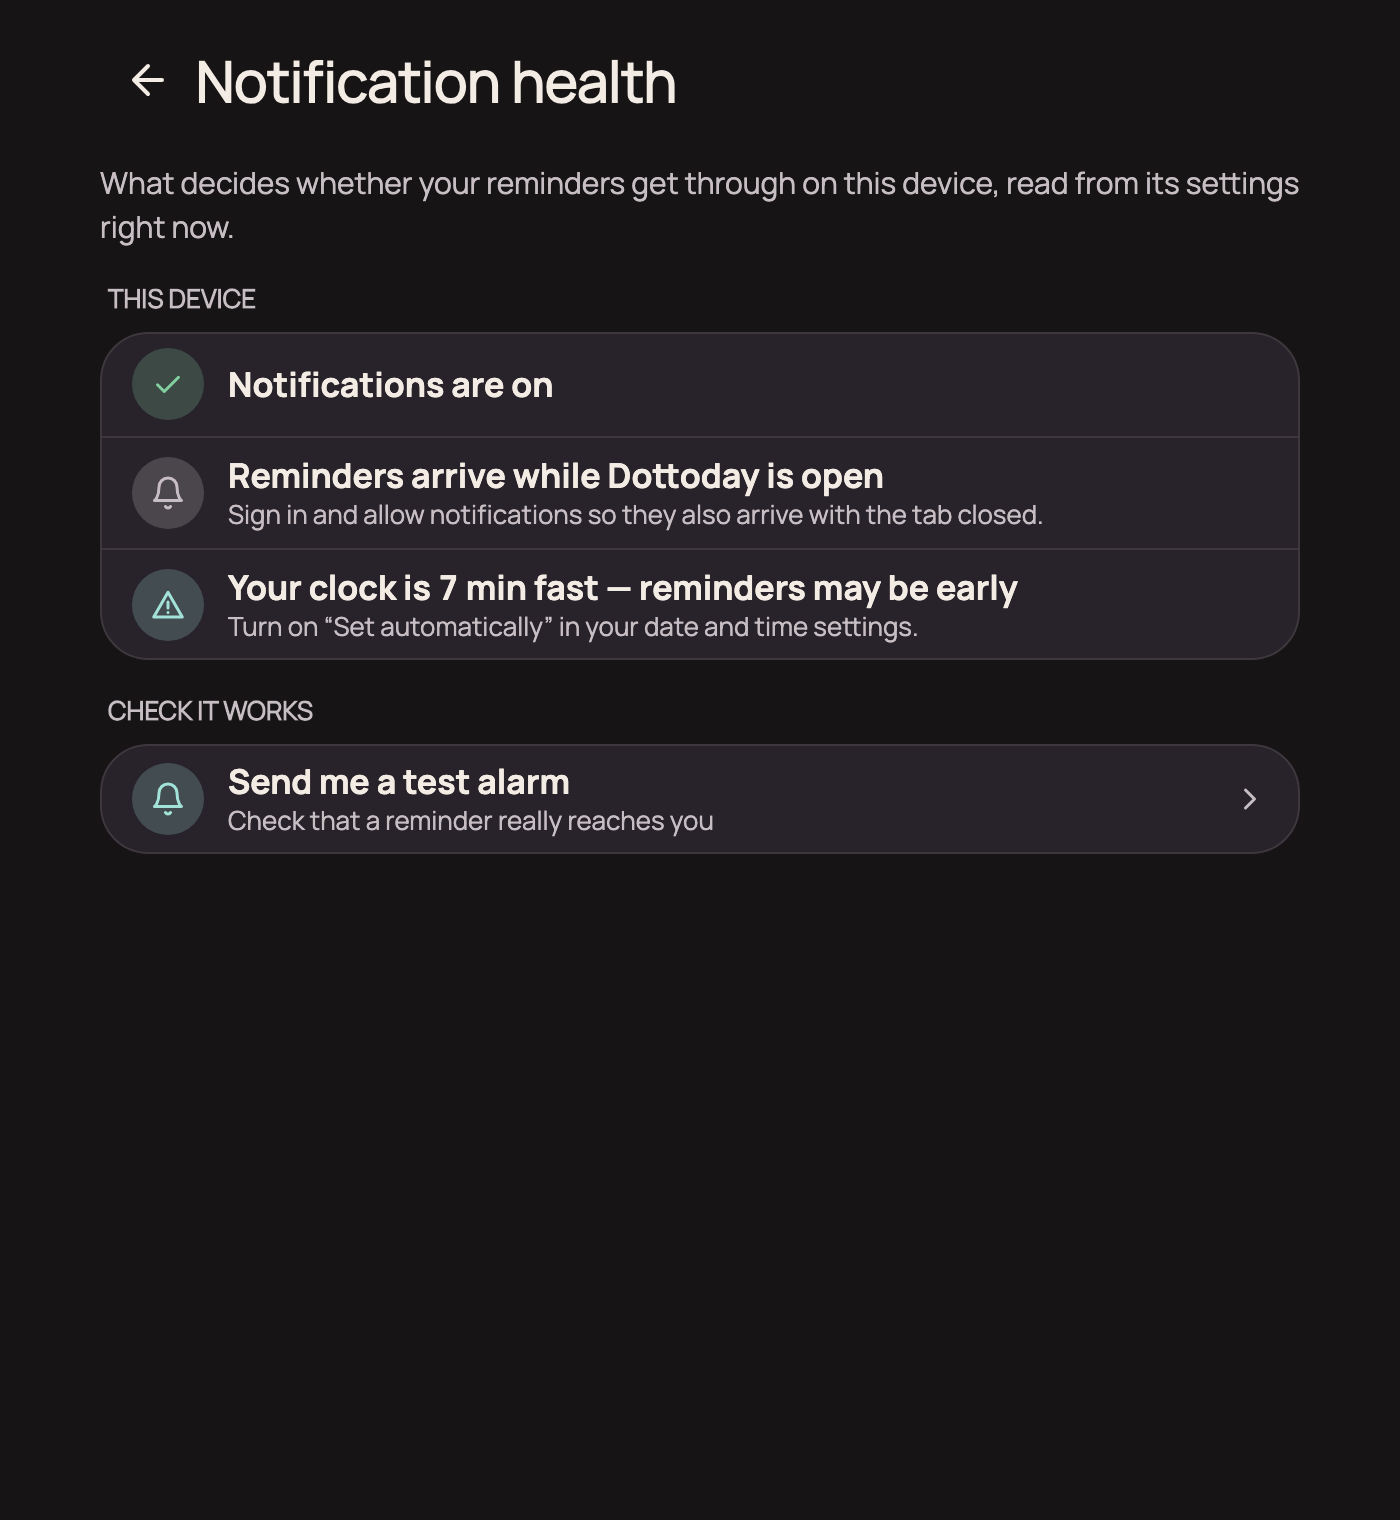 Notification health
What decides whether your reminders get through on this device, read from its settings
right now.
THIS DEVICE
Notifications are on
Reminders arrive while Dottoday is open
Sign in and allow notifications so they also arrive with the tab closed.
Your clock is 7 min fast — reminders may be early
Turn on “Set automatically” in your date and time settings.
CHECK IT WORKS
Send me a test alarm
Check that a reminder really reaches you